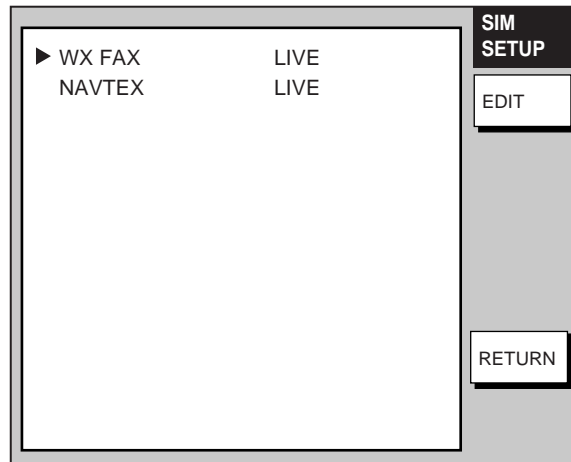 SIM
SETUP
WX FAX LIVE
NAVTEX LIVE
EDIT
RETURN